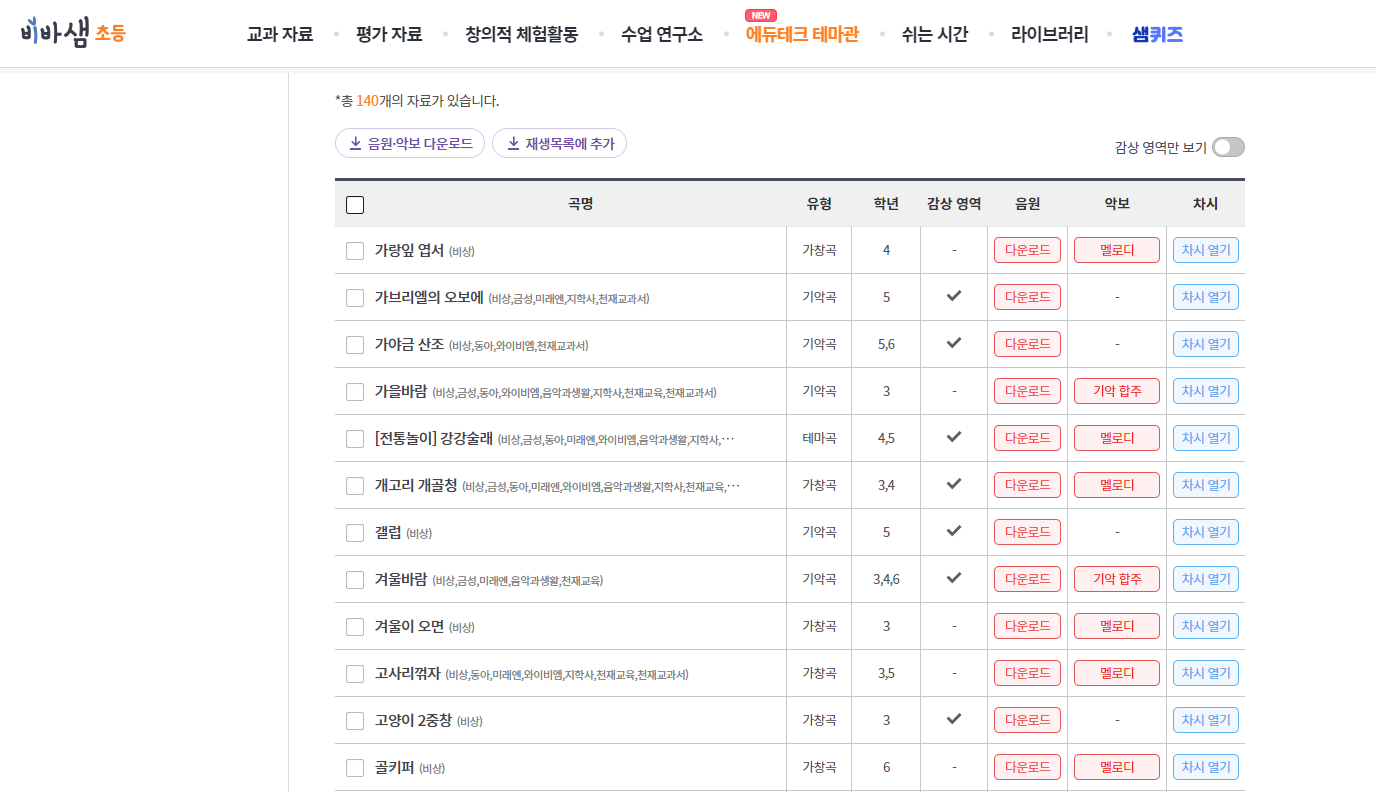 비바샘 초등
교과 자료 평가 자료 창의적 체험활동 수업 연구소 NEW 에듀테크 테마관 쉬는 시간 라이브러리 샘퀴즈
*총 140개의 자료가 있습니다.
음원·악보 다운로드 재생목록에 추가 감상 영역만 보기
곡명 유형 학년 감상 영역 음원 악보 차시
가랑잎 엽서 (비상) 가창곡 4 - 다운로드 멜로디 차시 열기
가브리엘의 오보에 (비상,금성,미래엔,지학사,천재교과서) 기악곡 5 ✔ 다운로드 - 차시 열기
가야금 산조 (비상,동아,와이비엠,천재교과서) 기악곡 5,6 ✔ 다운로드 - 차시 열기
가을바람 (비상,금성,동아,와이비엠,음악과생활,지학사,천재교육,천재교과서) 기악곡 3 - 다운로드 기악 합주 차시 열기
[전통놀이] 강강술래 (비상,금성,동아,미래엔,와이비엠,음악과생활,지학사,… 테마곡 4,5 ✔ 다운로드 멜로디 차시 열기
개고리 개골청 (비상,금성,동아,미래엔,와이비엠,음악과생활,지학사,천재교육,… 가창곡 3,4 ✔ 다운로드 멜로디 차시 열기
갤럽 (비상) 기악곡 5 ✔ 다운로드 - 차시 열기
겨울바람 (비상,금성,미래엔,음악과생활,천재교육) 기악곡 3,4,6 ✔ 다운로드 기악 합주 차시 열기
겨울이 오면 (비상) 가창곡 3 - 다운로드 멜로디 차시 열기
고사리꺾자 (비상,동아,미래엔,와이비엠,지학사,천재교육,천재교과서) 가창곡 3,5 - 다운로드 멜로디 차시 열기
고양이 2중창 (비상) 가창곡 3 ✔ 다운로드 - 차시 열기
골키퍼 (비상) 가창곡 6 - 다운로드 멜로디 차시 열기